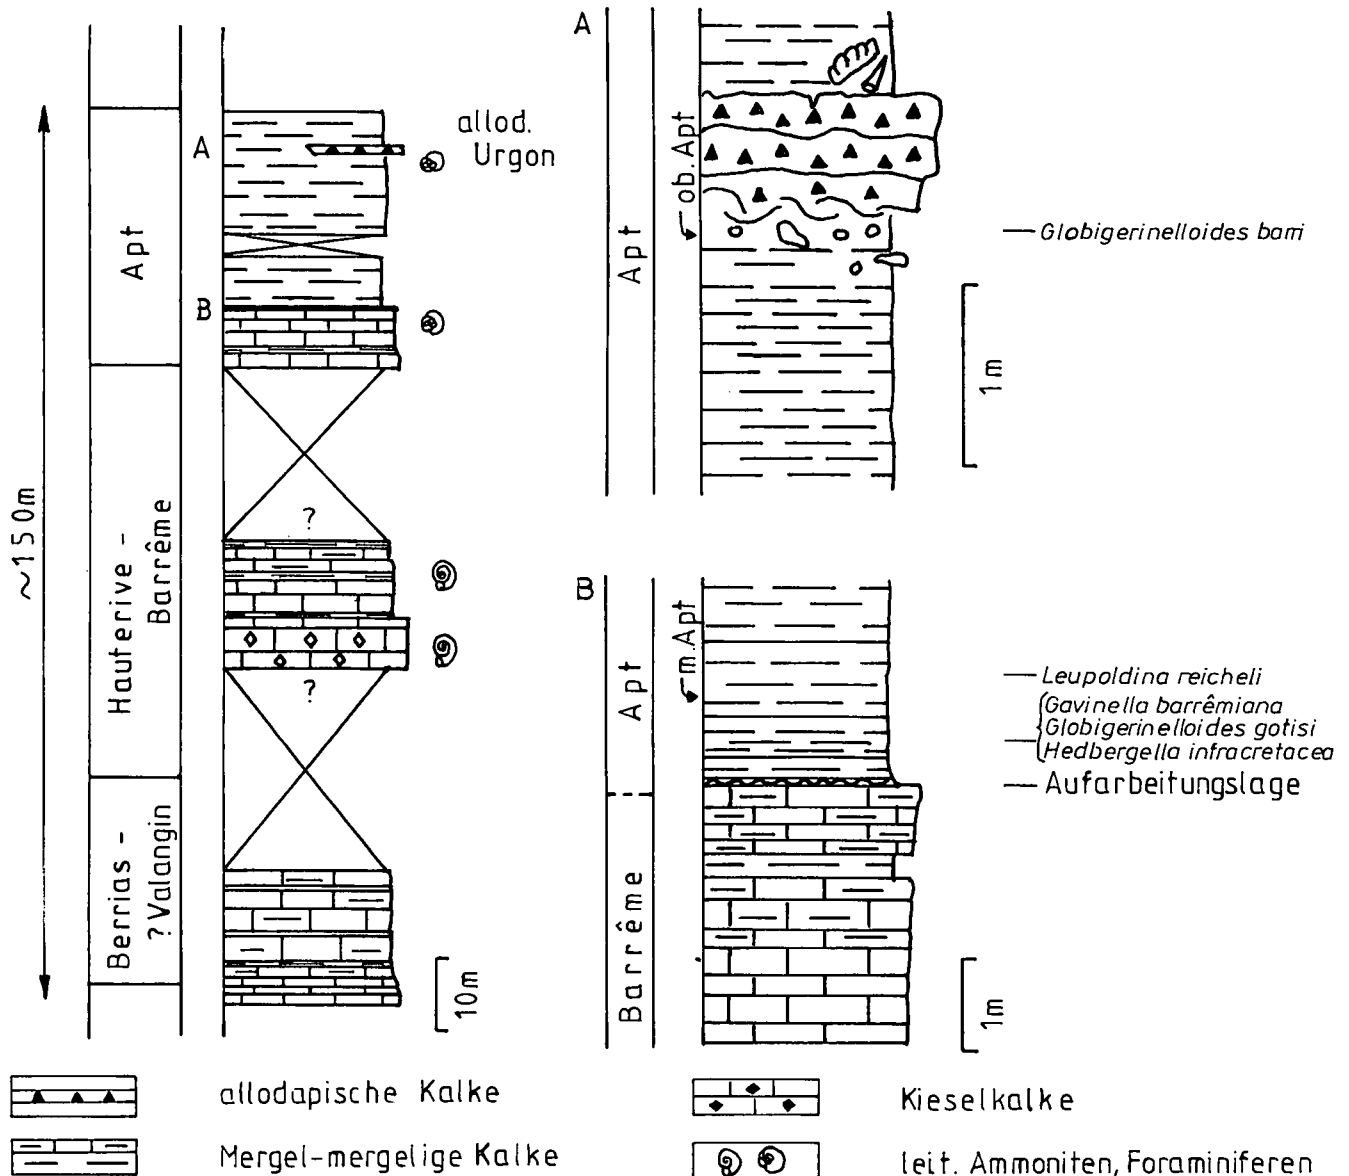 ~150m
Apt
Hauterive -
Barrême
Berrias -
? Valangin
A
B
allod.
Urgon
?
?
10m
A
Apt
ob. Apt
Globigerinelloides barri
1m
B
Apt
Barrême
m. Apt
Leupoldina reicheli
Gavinella barrêmiana
Globigerinelloides gotisi
Hedbergella infracretacea
Aufarbeitungslage
1m
allodapische Kalke
Mergel-mergelige Kalke
Kieselkalke
leit. Ammoniten, Foraminiferen